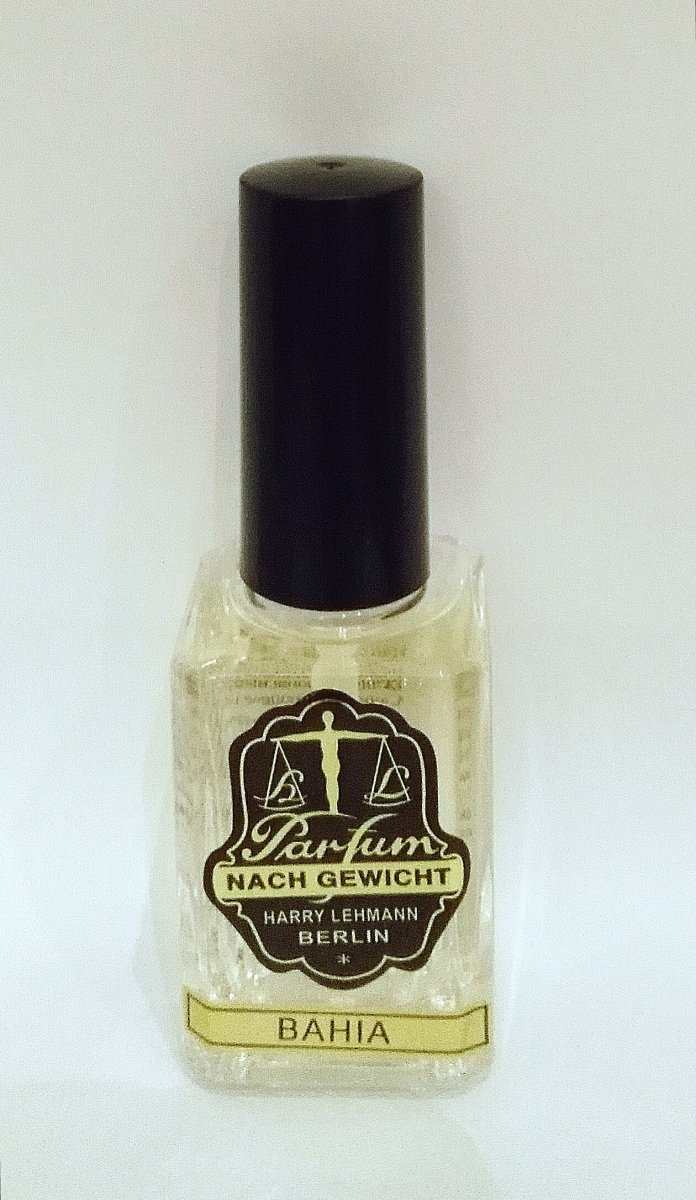 H L
Parfum
NACH GEWICHT
HARRY LEHMANN
BERLIN
*
BAHIA